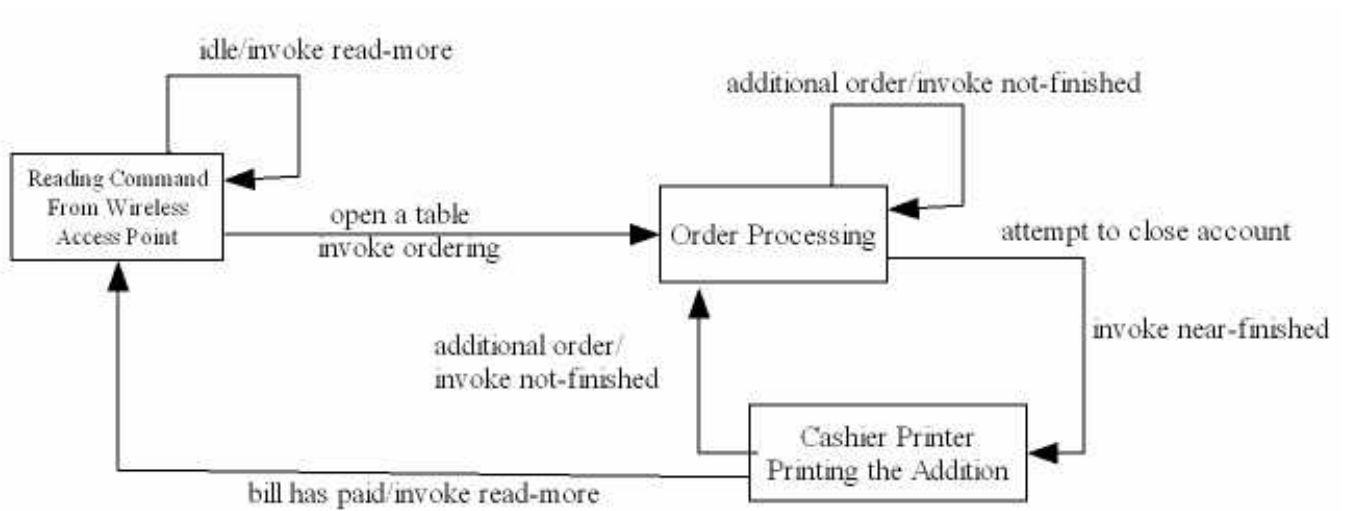 idle/invoke read-more
additional order/invoke not-finished
Reading Command
From Wireless
Access Point
open a table
invoke ordering
Order Processing
attempt to close account
invoke near-finished
additional order/
invoke not-finished
Cashier Printer
Printing the Addition
bill has paid/invoke read-more